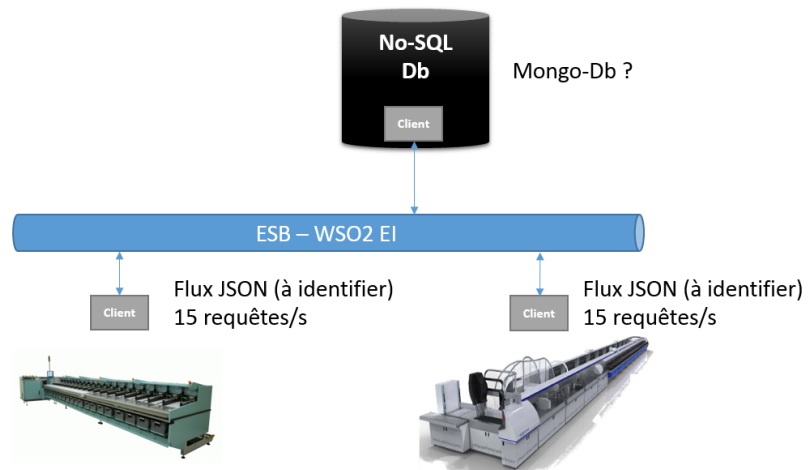 No-SQL
Db
Mongo-Db ?
Client
ESB – WSO2 EI
Flux JSON (à identifier)
15 requêtes/s
Client
Flux JSON (à identifier)
15 requêtes/s
Client